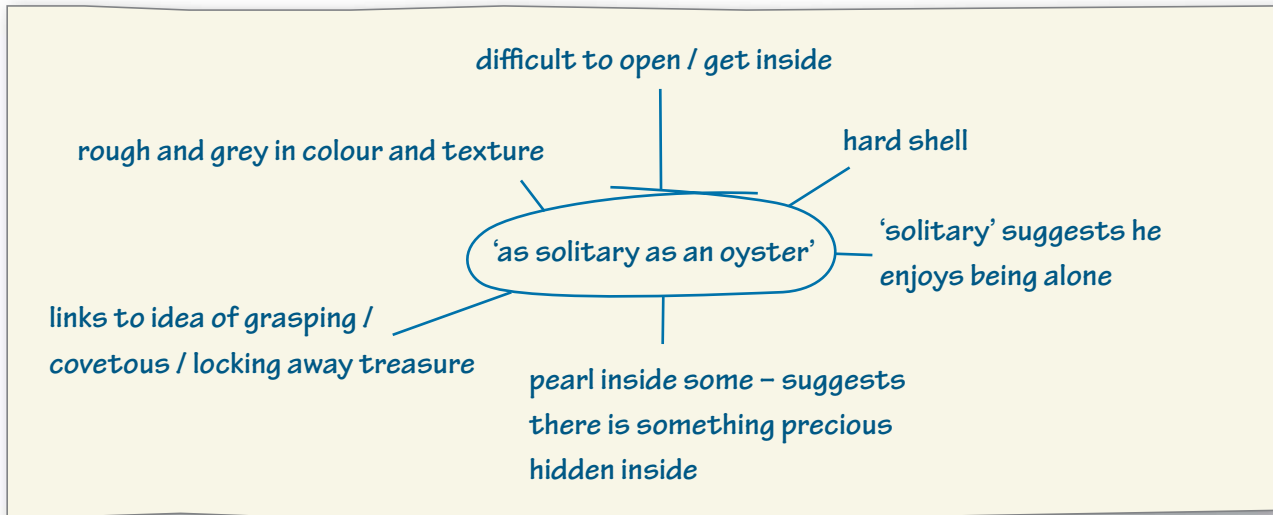 difficult to open / get inside
rough and grey in colour and texture
hard shell
‘as solitary as an oyster’
‘solitary’ suggests he
enjoys being alone
links to idea of grasping /
covetous / locking away treasure
pearl inside some – suggests
there is something precious
hidden inside